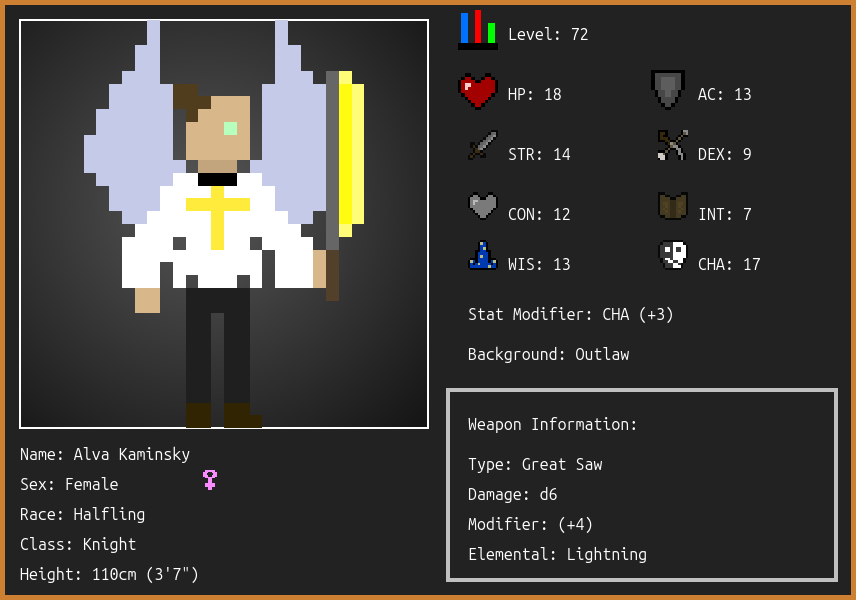 Level: 72
HP: 18
AC: 13
STR: 14
DEX: 9
CON: 12
INT: 7
WIS: 13
CHA: 17
Stat Modifier: CHA (+3)
Background: Outlaw
Weapon Information:
Type: Great Saw
Damage: d6
Modifier: (+4)
Elemental: Lightning
Name: Alva Kaminsky
Sex: Female
Race: Halfling
Class: Knight
Height: 110cm (3'7")